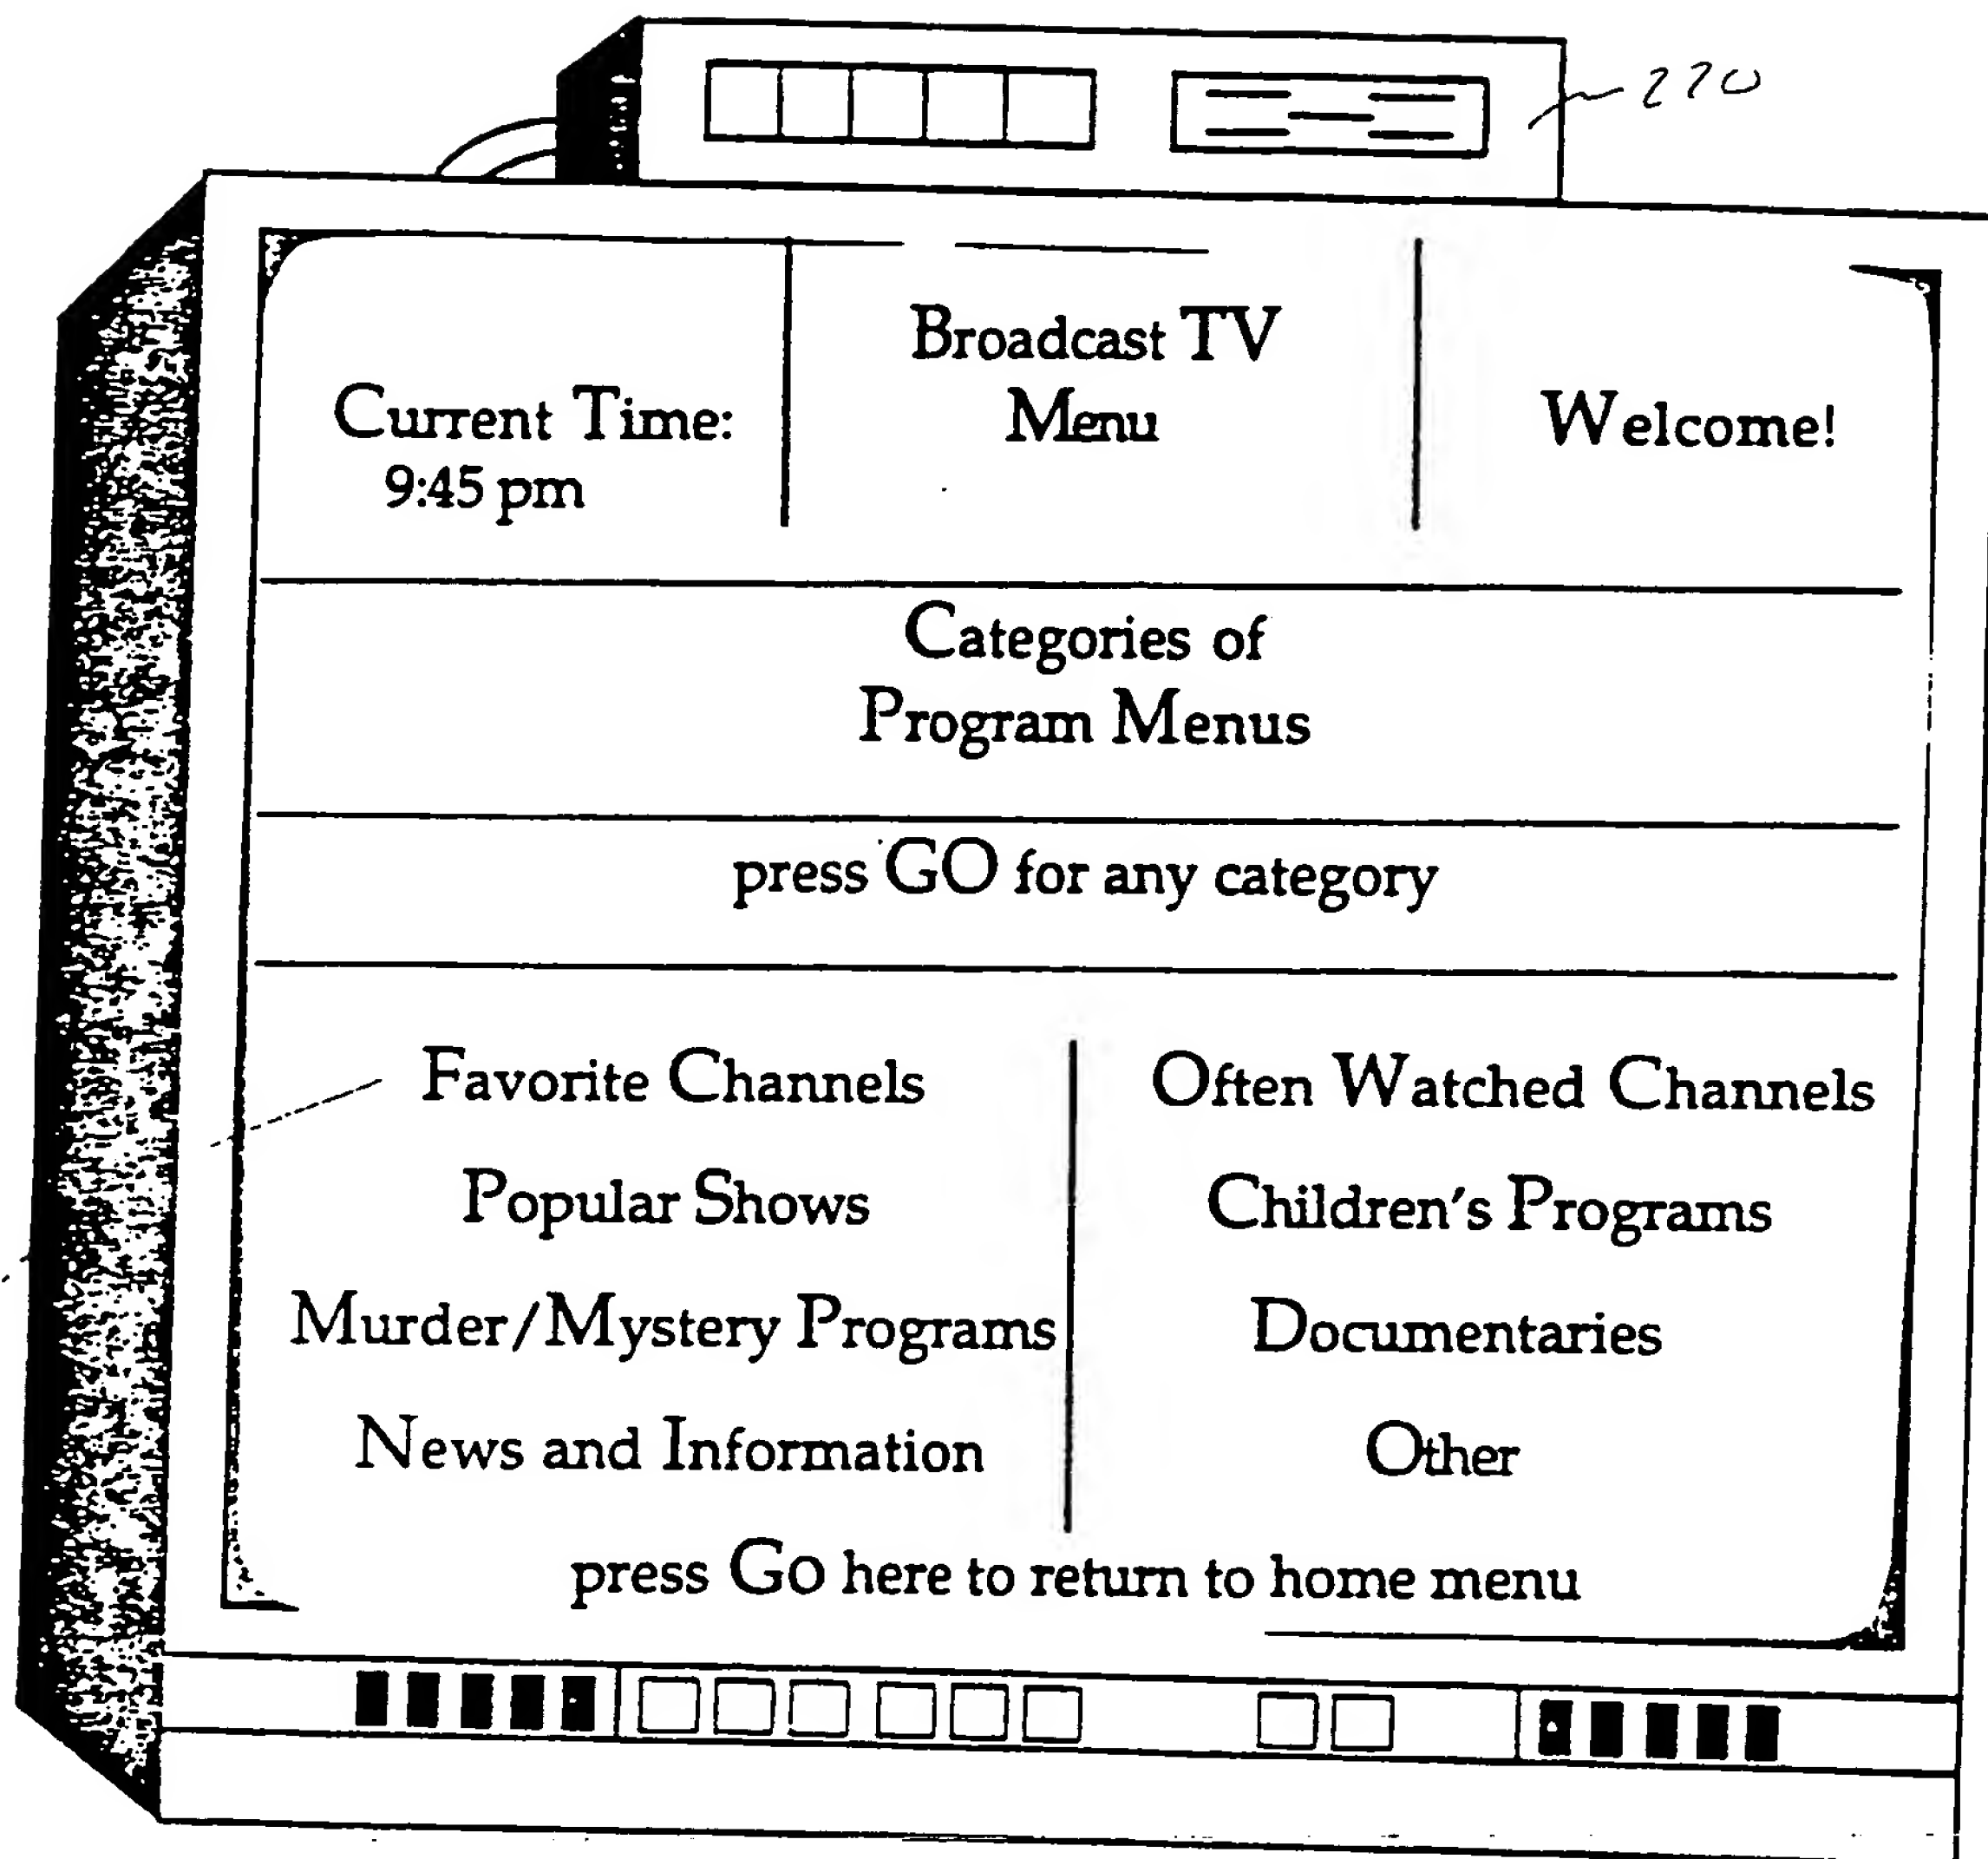 220
Broadcast TV
Menu
Current Time:
9:45 pm
Welcome!
Categories of
Program Menus
press GO for any category
Favorite Channels
Often Watched Channels
Popular Shows
Children's Programs
Murder/Mystery Programs
Documentaries
News and Information
Other
press GO here to return to home menu